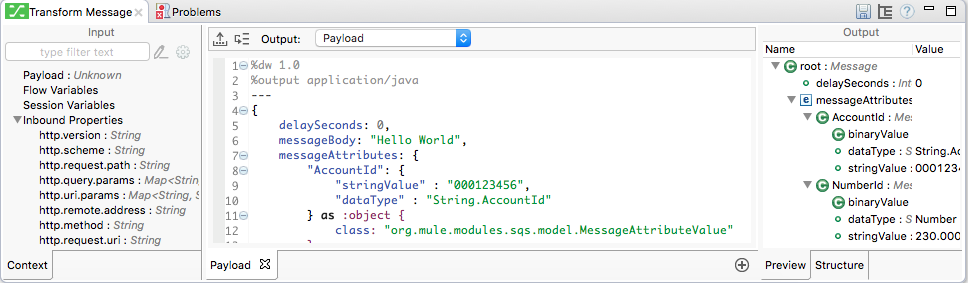 Transform Message
Problems
Input
type filter text
Payload : Unknown
Flow Variables
Session Variables
Inbound Properties
http.version : String
http.scheme : String
http.request.path : String
http.query.params : Map<String,
http.uri.params : Map<String, S
http.remote.address : String
http.method : String
http.request.uri : String
Context
Output:
Payload
1 %dw 1.0
2 %output application/java
3 ---
4 {
5 delaySeconds: 0,
6 messageBody: "Hello World",
7 messageAttributes: {
8 "AccountId": {
9 "stringValue" : "000123456",
10 "dataType" : "String.AccountId"
11 } as :object {
12 class: "org.mule.modules.sqs.model.MessageAttributeValue"
Payload
Output
Name Value
root : Message
delaySeconds : Int 0
messageAttributes
AccountId : Me
binaryValue
dataType : S String.Ac
stringValue : 0001234
NumberId : Me
binaryValue
dataType : S Number
stringValue : 230.000
Preview Structure